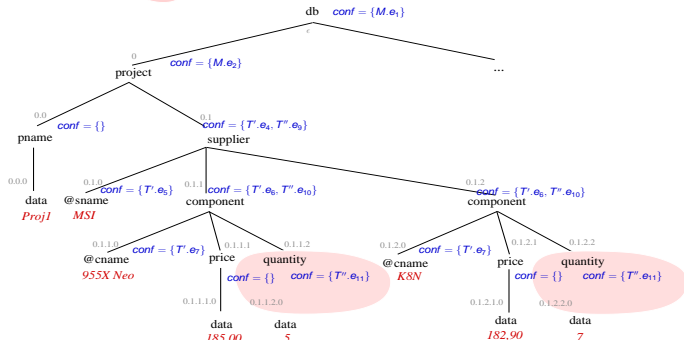 db conf = {M.e₁}
ε
0
conf = {M.e₂}
project ...
0.0 0.1
conf = {} conf = {T′.e₄, T″.e₉}
pname supplier
0.0.0 0.1.0 0.1.1 0.1.2
conf = {T′.e₅} conf = {T′.e₆, T″.e₁₀} conf = {T′.e₆, T″.e₁₀}
data @sname component component
Proj1 MSI
0.1.1.0 0.1.1.1 0.1.1.2 0.1.2.0 0.1.2.1 0.1.2.2
conf = {T′.e₇} conf = {T′.e₇}
@cname price quantity @cname price quantity
955X Neo conf = {} conf = {T″.e₁₁} K8N conf = {} conf = {T″.e₁₁}
0.1.1.1.0 0.1.1.2.0 0.1.2.1.0 0.1.2.2.0
data data data data
185,00 5 182,90 7